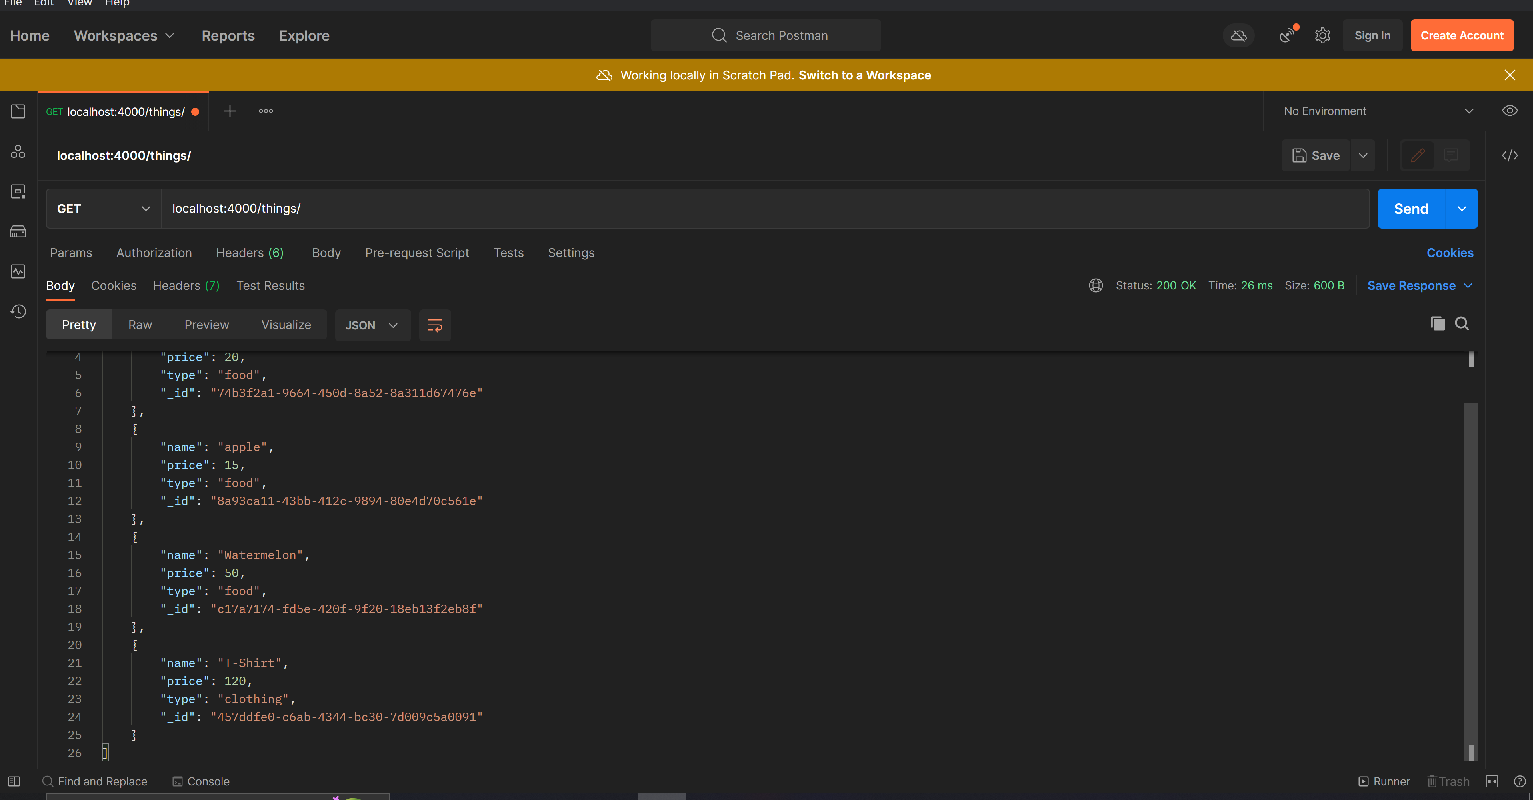 File Edit View Help
Home Workspaces Reports Explore Search Postman Sign In Create Account
Working locally in Scratch Pad. Switch to a Workspace
GET localhost:4000/things/ No Environment
localhost:4000/things/ Save
GET localhost:4000/things/ Send
Params Authorization Headers (6) Body Pre-request Script Tests Settings Cookies
Body Cookies Headers (7) Test Results Status: 200 OK Time: 26 ms Size: 600 B Save Response
Pretty Raw Preview Visualize JSON
4 "price": 20,
5 "type": "food",
6 "_id": "74b3f2a1-9664-450d-8a52-8a311d67476e"
7 },
8 {
9 "name": "apple",
10 "price": 15,
11 "type": "food",
12 "_id": "8a93ca11-43bb-412c-9894-80e4d70c561e"
13 },
14 {
15 "name": "Watermelon",
16 "price": 50,
17 "type": "food",
18 "_id": "c17a7174-fd5e-420f-9f20-18eb13f2eb8f"
19 },
20 {
21 "name": "T-Shirt",
22 "price": 120,
23 "type": "clothing",
24 "_id": "457ddfe0-c6ab-4344-bc30-7d009c5a0091"
25 }
26 ]
Find and Replace Console Runner Trash